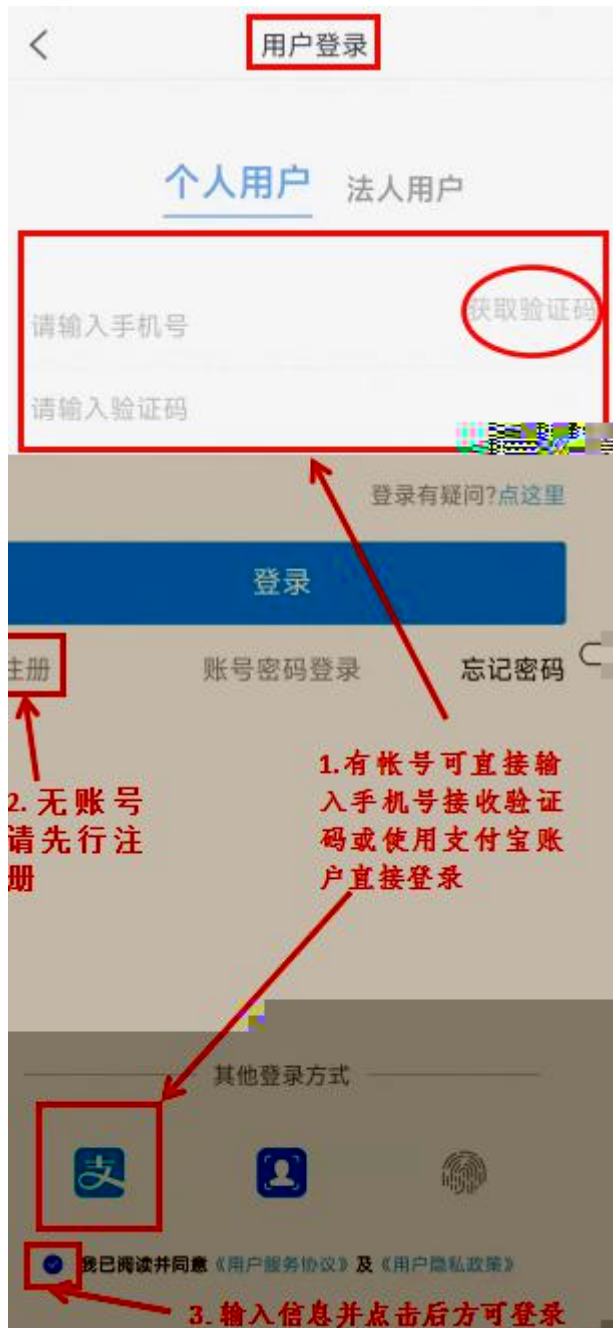 用户登录
个人用户 法人用户
获取验证码
请输入手机号
请输入验证码
登录有疑问?点这里
登录
注册 账号密码登录 忘记密码
1.有帐号可直接输
入手机号接收验证
码或使用支付宝账
户直接登录
2.无账号
请先行注
册
其他登录方式
支
我已阅读并同意《用户服务协议》及《用户隐私政策》
3.输入信息并点击后方可登录